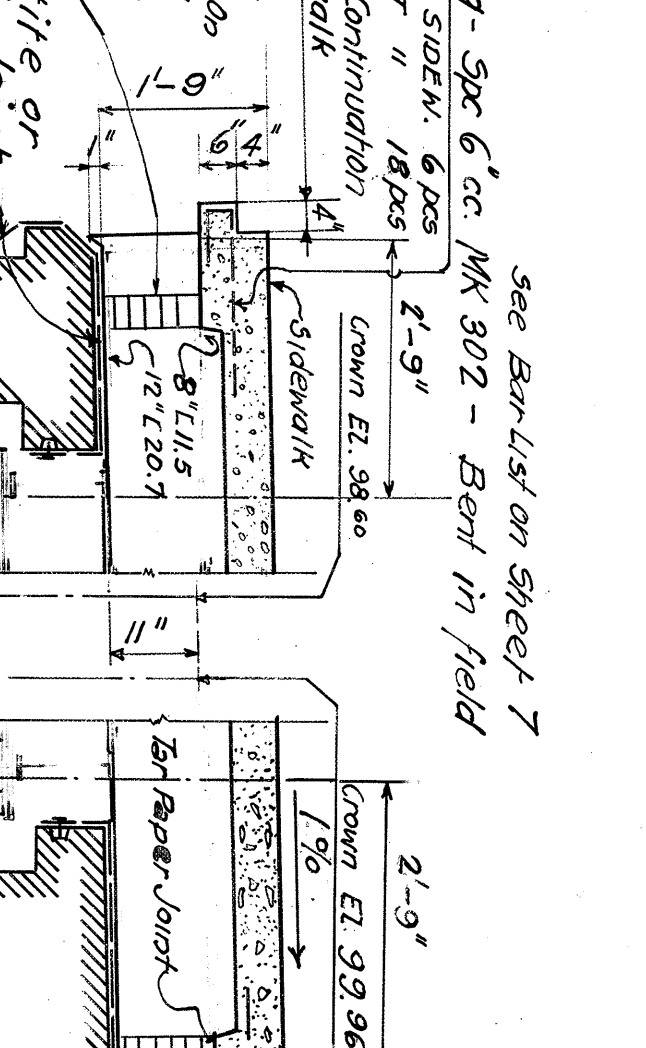 See Bar List on Sheet 7
- Spc 6" cc. MK 302 - Bent in field
SIDEW. 6 pcs
" 18 pcs
Continuation
alk
4"
2'-9"
Crown EL. 98.60
Sidewalk
1'-9"
6" 4"
1"
8"[11.5
12"[20.7
11"
ite or
2'-9"
Crown EL. 99.96
1%
Tar Paper Joint